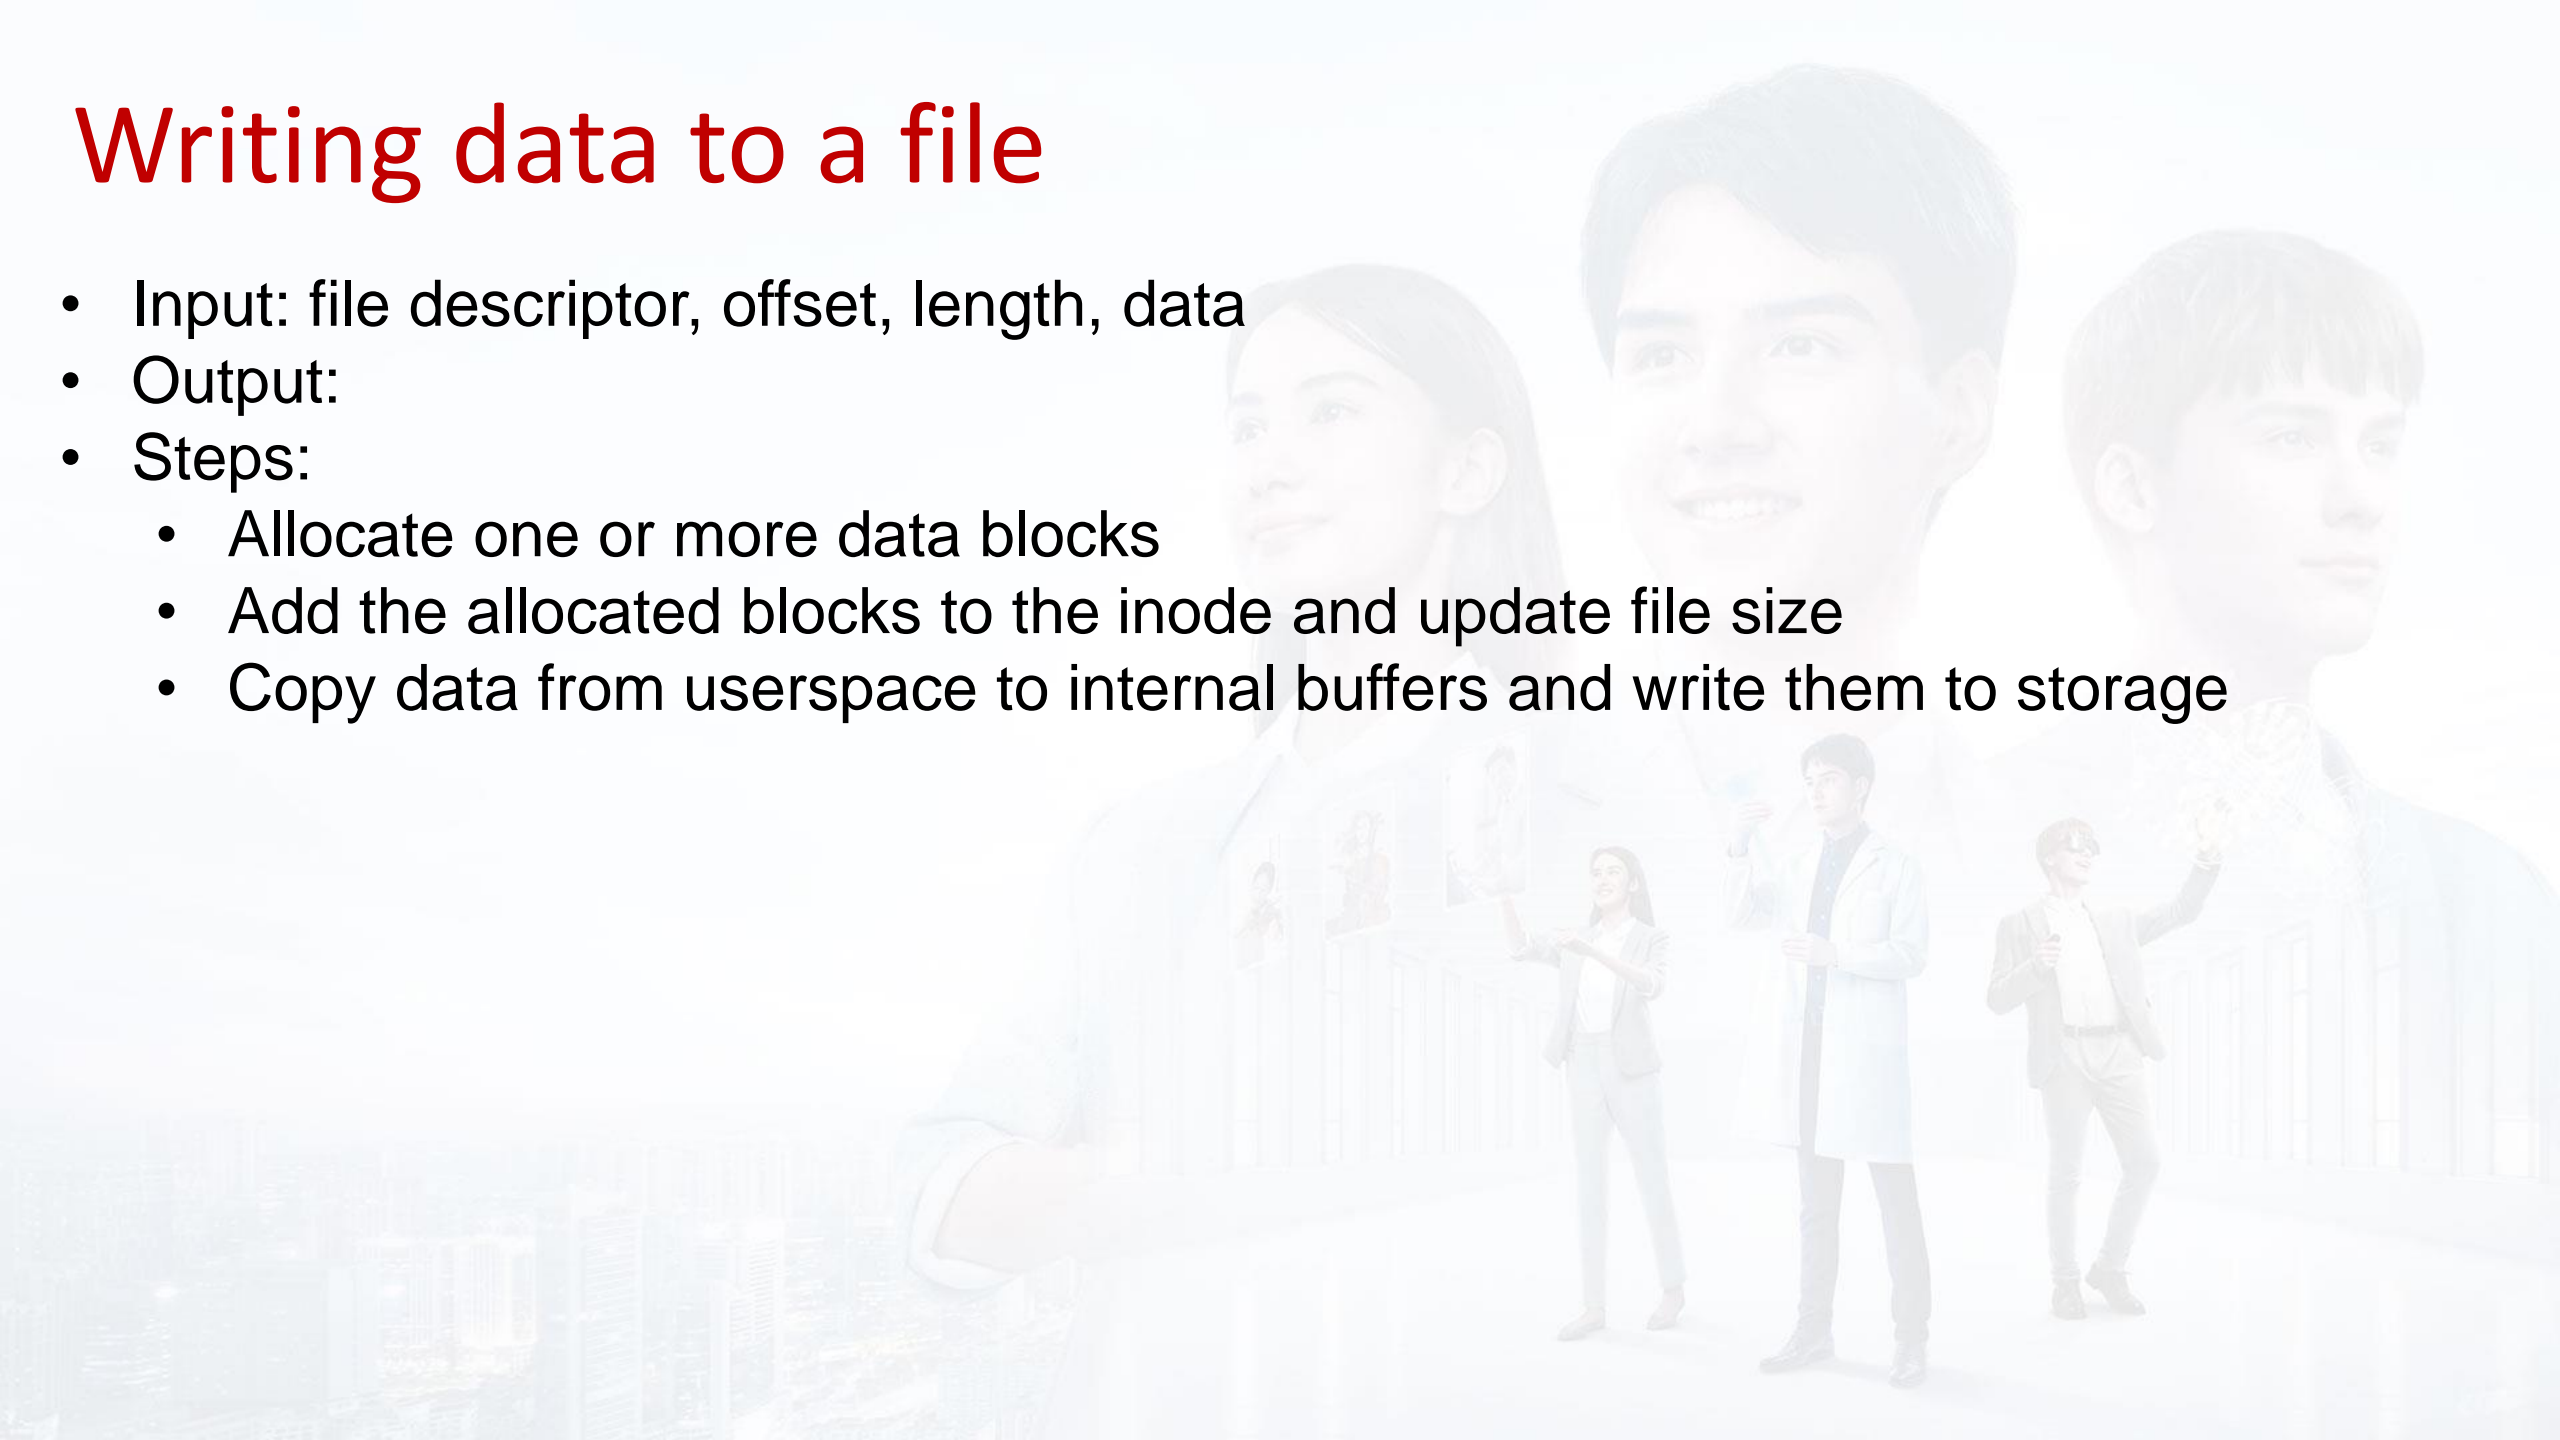 Writing data to a file
• Input: file descriptor, offset, length, data
• Output:
• Steps:
• Allocate one or more data blocks
• Add the allocated blocks to the inode and update file size
• Copy data from userspace to internal buffers and write them to storage